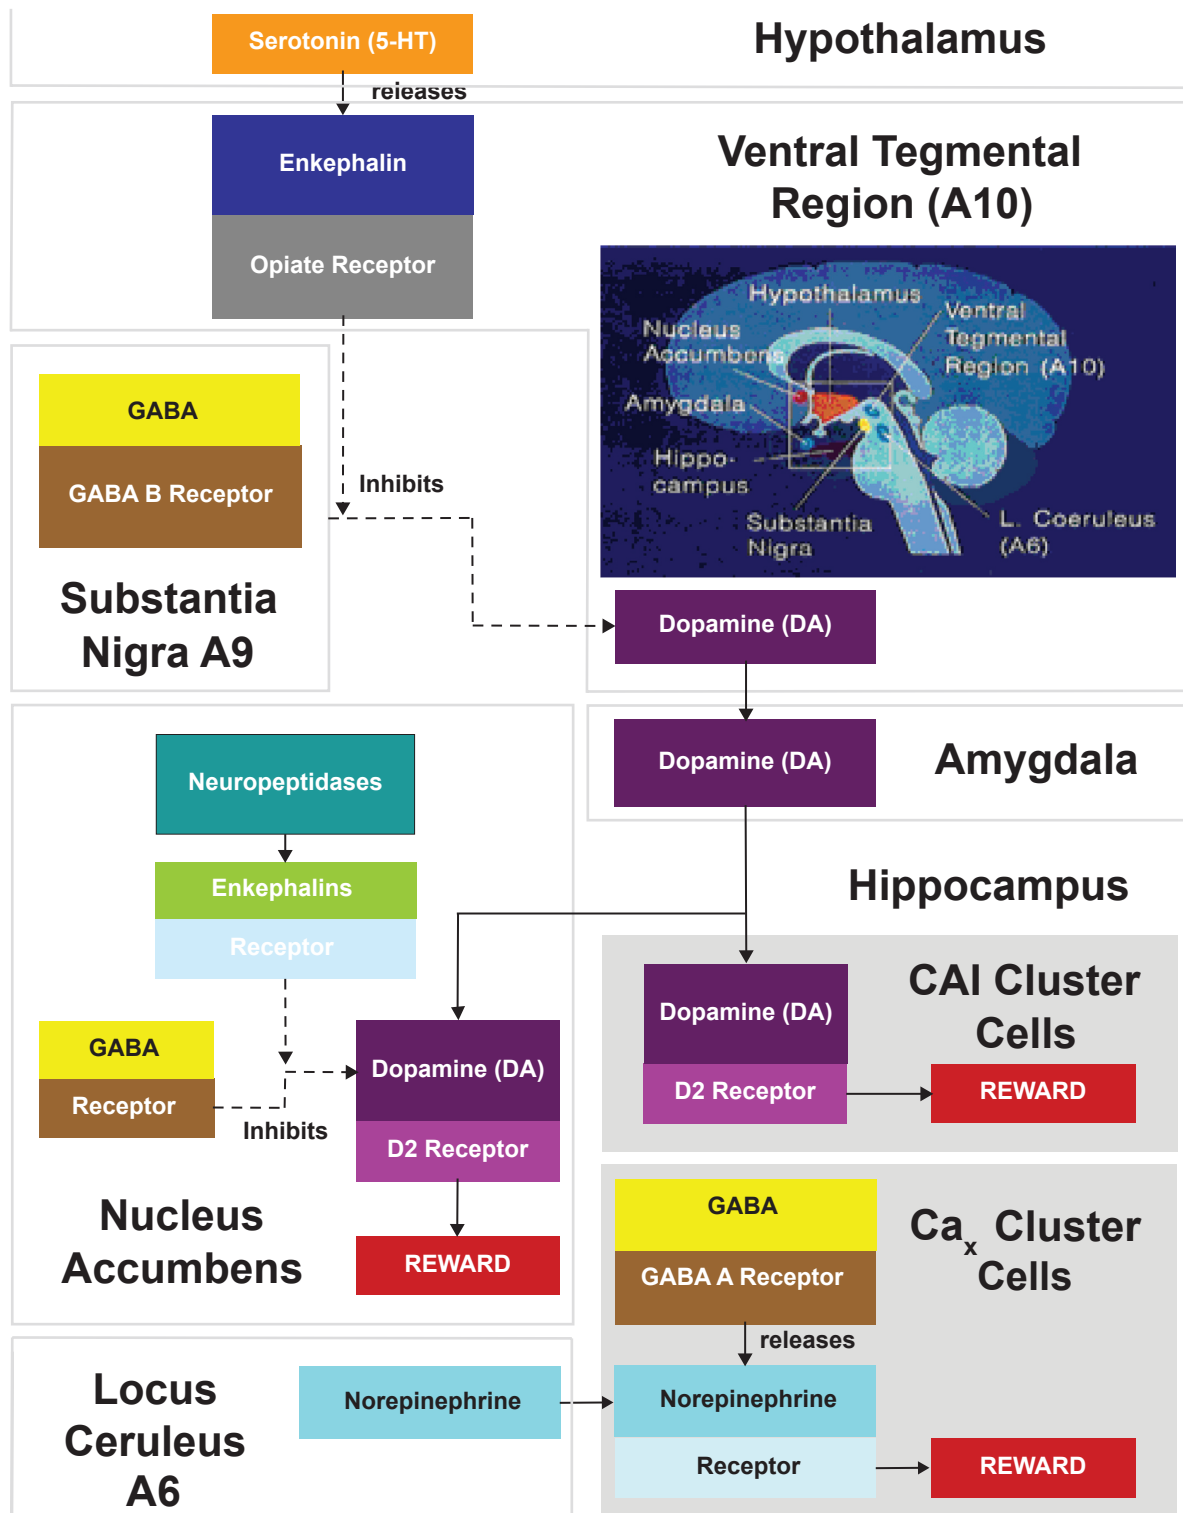 Serotonin (5-HT)
Hypothalamus
releases
Enkephalin
Opiate Receptor
Ventral Tegmental
Region (A10)
Hypothalamus
Nucleus
Accumbens
Ventral
Tegmental
Region (A10)
Amygdala
Hippo-
campus
Substantia
Nigra
L. Coeruleus
(A6)
GABA
GABA B Receptor
Inhibits
Substantia
Nigra A9
Dopamine (DA)
Dopamine (DA)
Amygdala
Neuropeptidases
Enkephalins
Receptor
Hippocampus
GABA
Receptor
Inhibits
Dopamine (DA)
D2 Receptor
REWARD
Nucleus
Accumbens
Dopamine (DA)
D2 Receptor
REWARD
CAI Cluster
Cells
GABA
GABA A Receptor
releases
Ca x Cluster
Cells
Locus
Ceruleus
A6
Norepinephrine
Norepinephrine
Receptor
REWARD